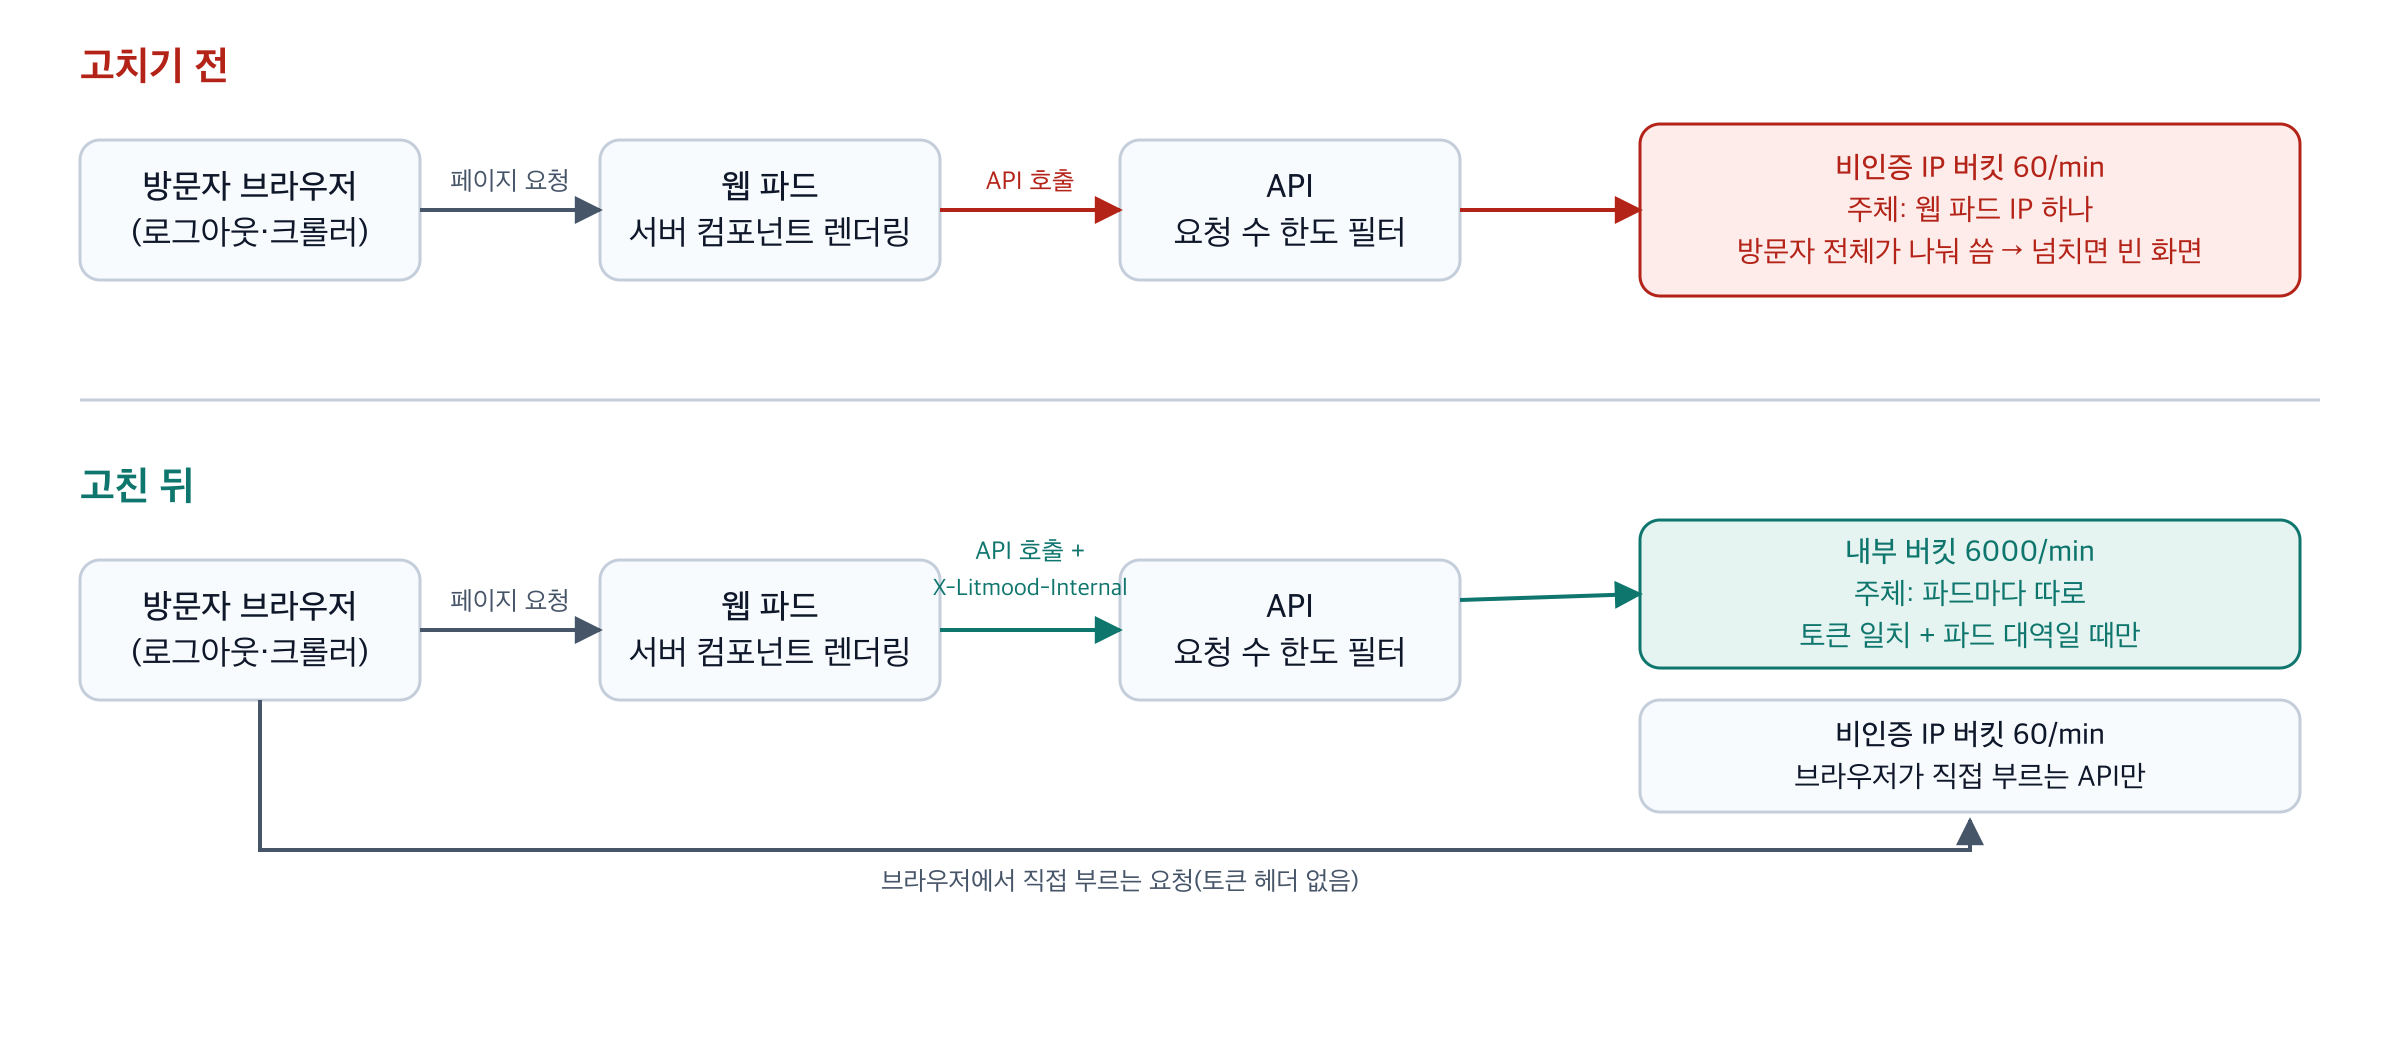 고치기 전
방문자 브라우저
(로그아웃·크롤러)
페이지 요청
웹 파드
서버 컴포넌트 렌더링
API 호출
API
요청 수 한도 필터
비인증 IP 버킷 60/min
주체: 웹 파드 IP 하나
방문자 전체가 나눠 씀 → 넘치면 빈 화면
고친 뒤
방문자 브라우저
(로그아웃·크롤러)
페이지 요청
웹 파드
서버 컴포넌트 렌더링
API 호출 +
X-Litmood-Internal
API
요청 수 한도 필터
내부 버킷 6000/min
주체: 파드마다 따로
토큰 일치 + 파드 대역일 때만
비인증 IP 버킷 60/min
브라우저가 직접 부르는 API만
브라우저에서 직접 부르는 요청(토큰 헤더 없음)